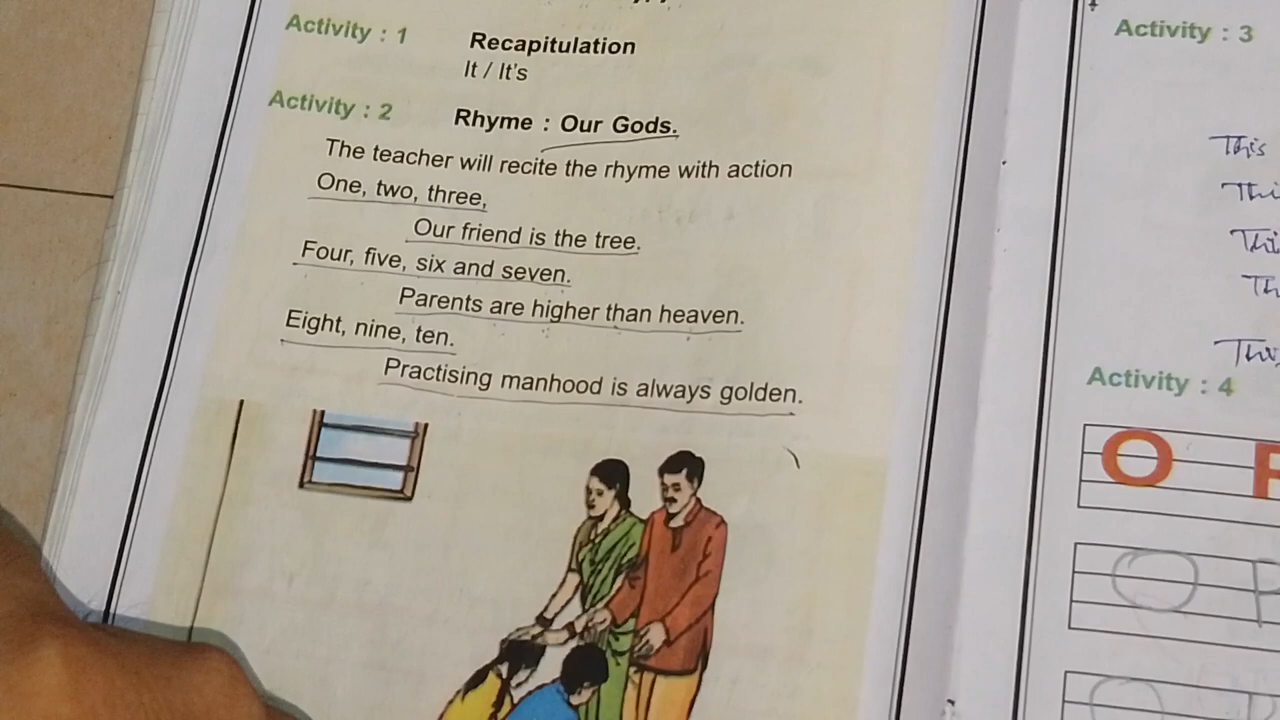 Activity : 1
Recapitulation
It / It's
Activity : 2
Rhyme : Our Gods.
The teacher will recite the rhyme with action
One, two, three,
Our friend is the tree.
Four, five, six and seven.
Parents are higher than heaven.
Eight, nine, ten.
Practising manhood is always golden.
Activity : 3
This
Activity : 4
O
O